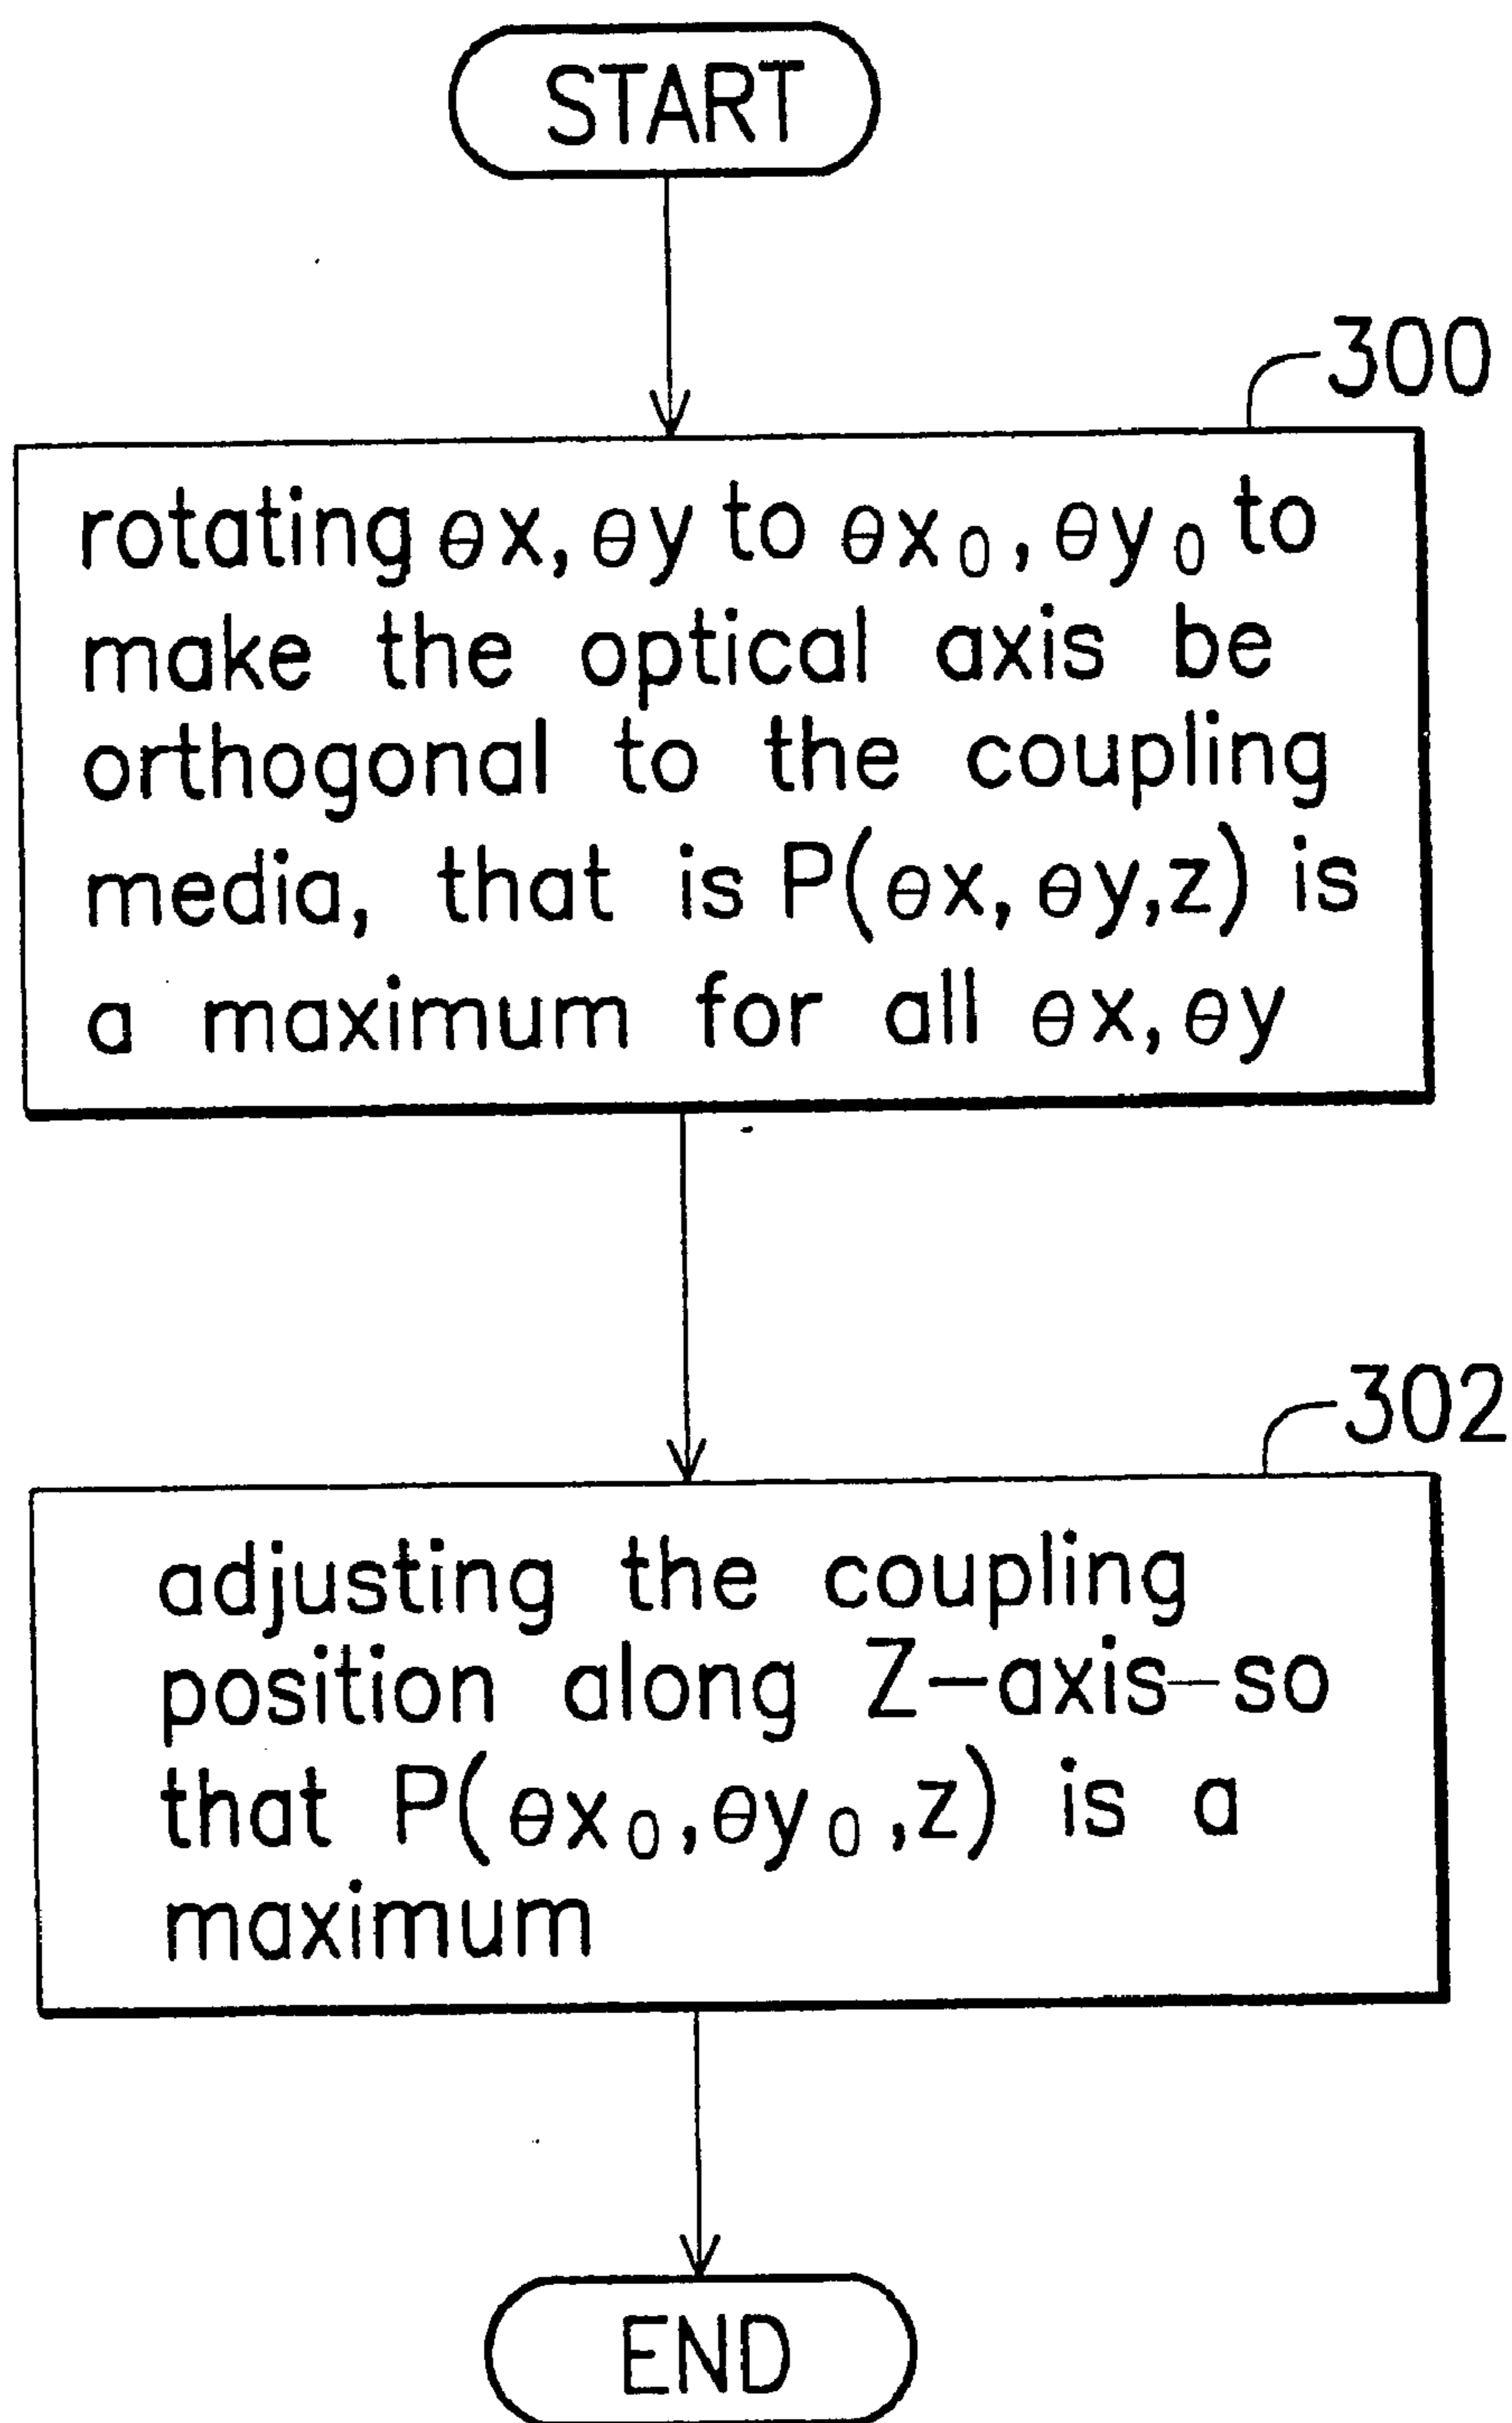 START
300
rotating θx, θy to θx₀, θy₀ to
make the optical axis be
orthogonal to the coupling
media, that is P(θx, θy,z) is
a maximum for all θx, θy
302
adjusting the coupling
position along Z-axis-so
that P(θx₀,θy₀,z) is a
maximum
END